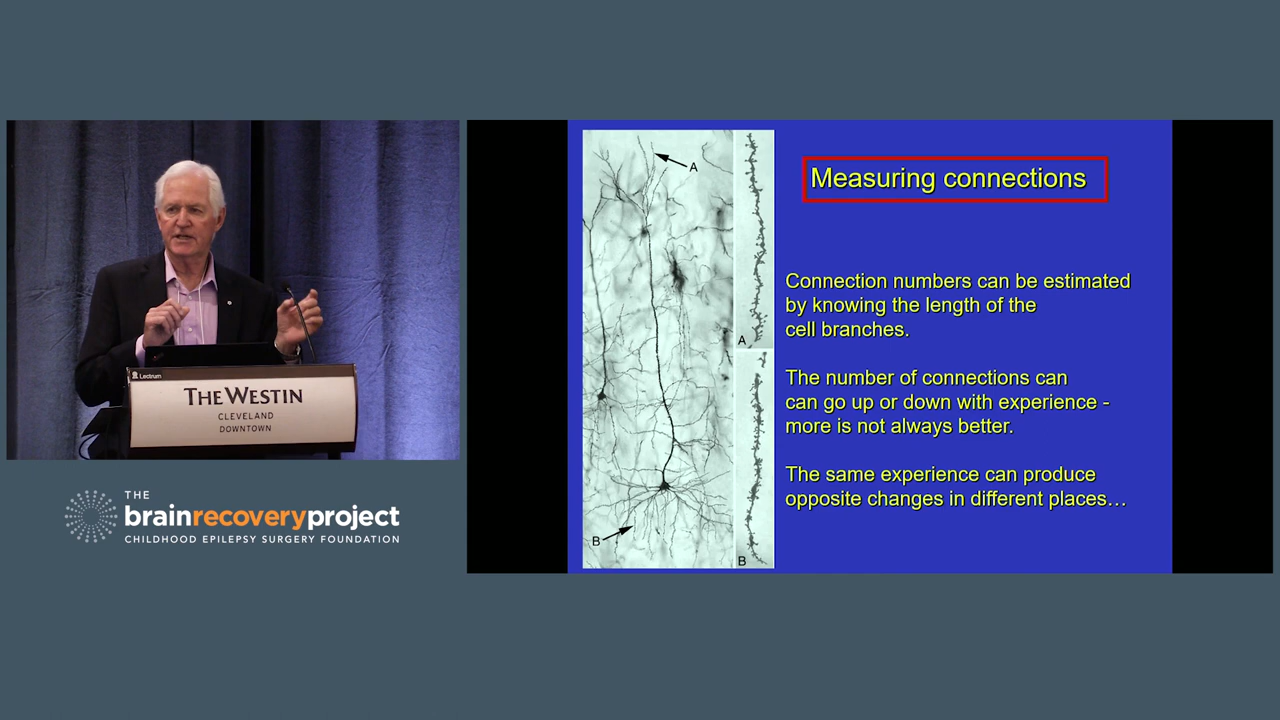 Lectrum
THE WESTIN
CLEVELAND
DOWNTOWN
THE
brainrecoveryproject
CHILDHOOD EPILEPSY SURGERY FOUNDATION
A
B
A
B
Measuring connections
Connection numbers can be estimated
by knowing the length of the
cell branches.
The number of connections can
can go up or down with experience -
more is not always better.
The same experience can produce
opposite changes in different places…